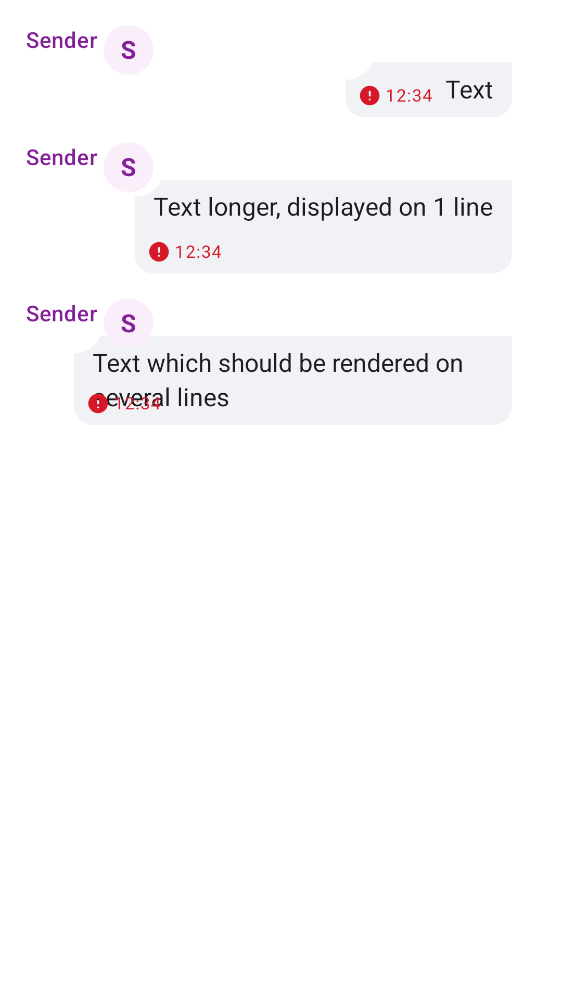 Sender S
12:34 Text
Sender S
Text longer, displayed on 1 line
12:34
Sender S
Text which should be rendered on
several lines
12:34